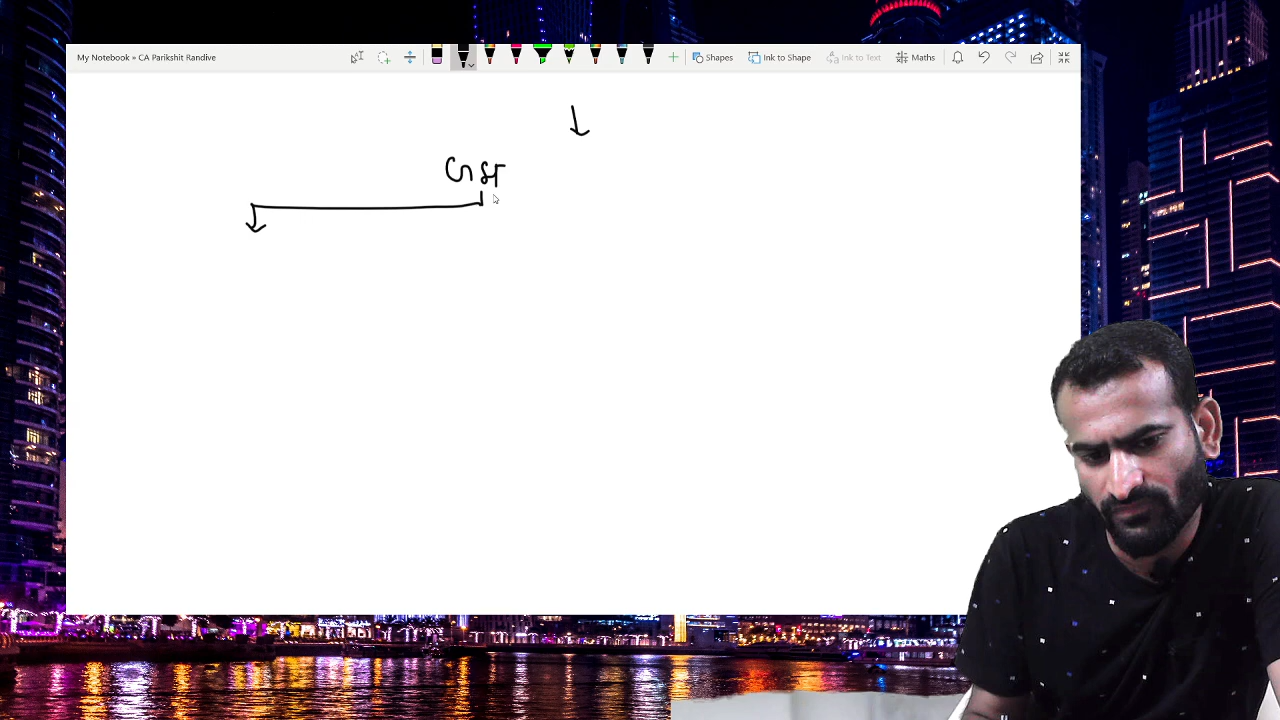 My Notebook » CA Parikshit Randive
Shapes
Ink to Shape
Ink to Text
Maths
GST